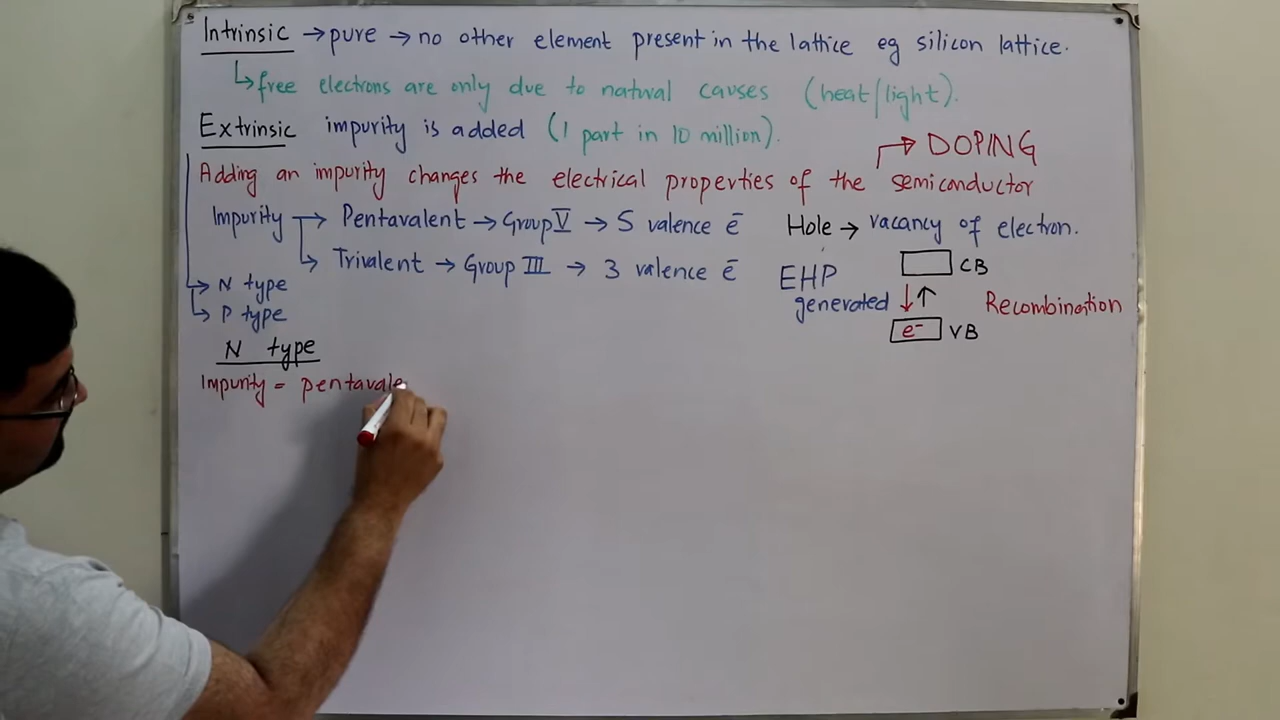 Intrinsic → pure → no other element present in the lattice eg silicon lattice.
↳ free electrons are only due to natural causes (heat/light).
Extrinsic impurity is added (1 part in 10 million).
→ DOPING
Adding an impurity changes the electrical properties of the semiconductor
Impurity → Pentavalent → Group V → 5 valence e̅
Hole → vacancy of electron.
↳ Trivalent → Group III → 3 valence e̅
EHP generated
CB
↓↑ Recombination
e⁻ VB
↳ N type
↳ P type
N type
Impurity = pentavale